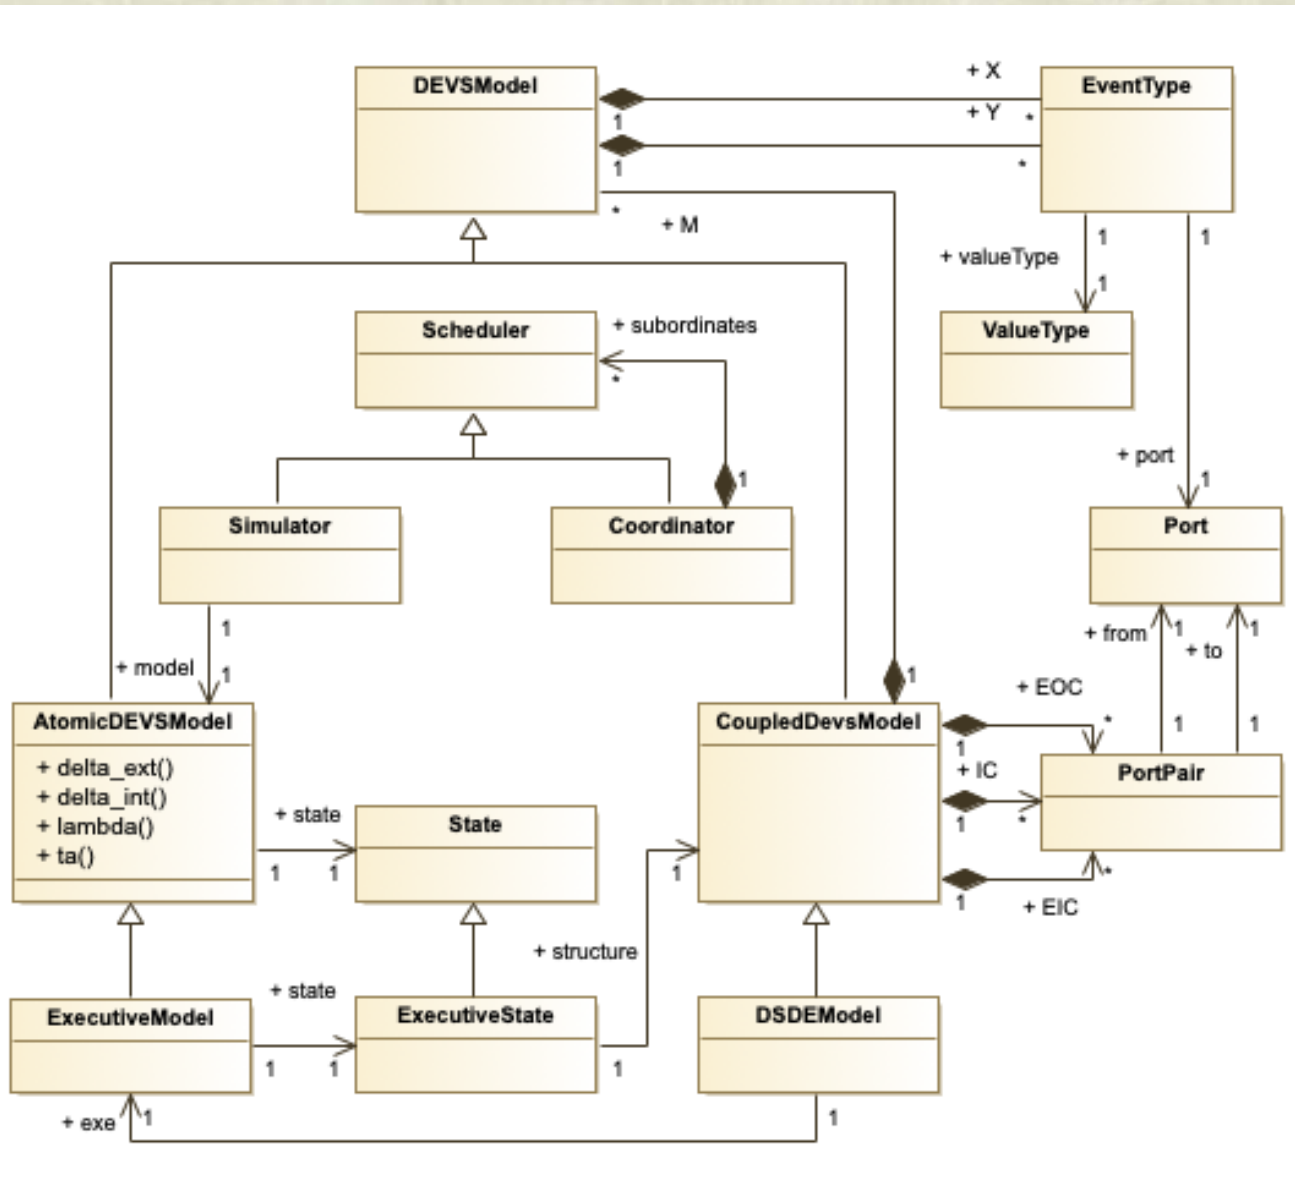 DEVSModel
+ X
EventType
1
+ Y
*
1
*
*
+ M
1
1
+ valueType
1
Scheduler
+ subordinates
ValueType
*
+ port
1
1
Simulator
Coordinator
Port
1
+ from
1
+ to
1
+ model
1
1
+ EOC
AtomicDEVSModel
CoupledDevsModel
*
1
1
1
+ delta_ext()
+ IC
PortPair
+ delta_int()
+ lambda()
+ state
State
1
*
+ ta()
1
1
1
*
1
+ EIC
+ structure
+ state
ExecutiveModel
ExecutiveState
DSDEModel
1
1
1
+ exe
1
1